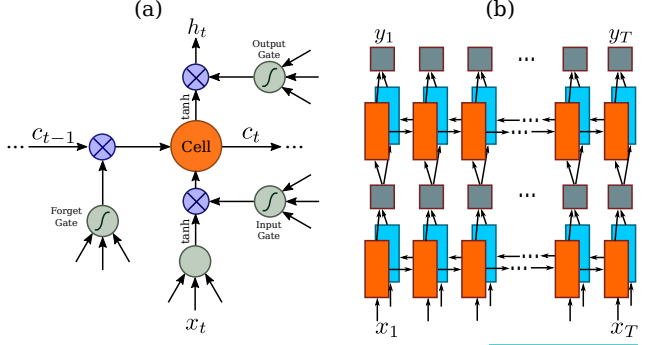 (a)
h_t
Output
Gate
tanh
... c_{t-1}
Cell
c_t ...
Forget
Gate
tanh
Input
Gate
x_t
(b)
y_1 y_T
...
...
...
...
x_1 x_T